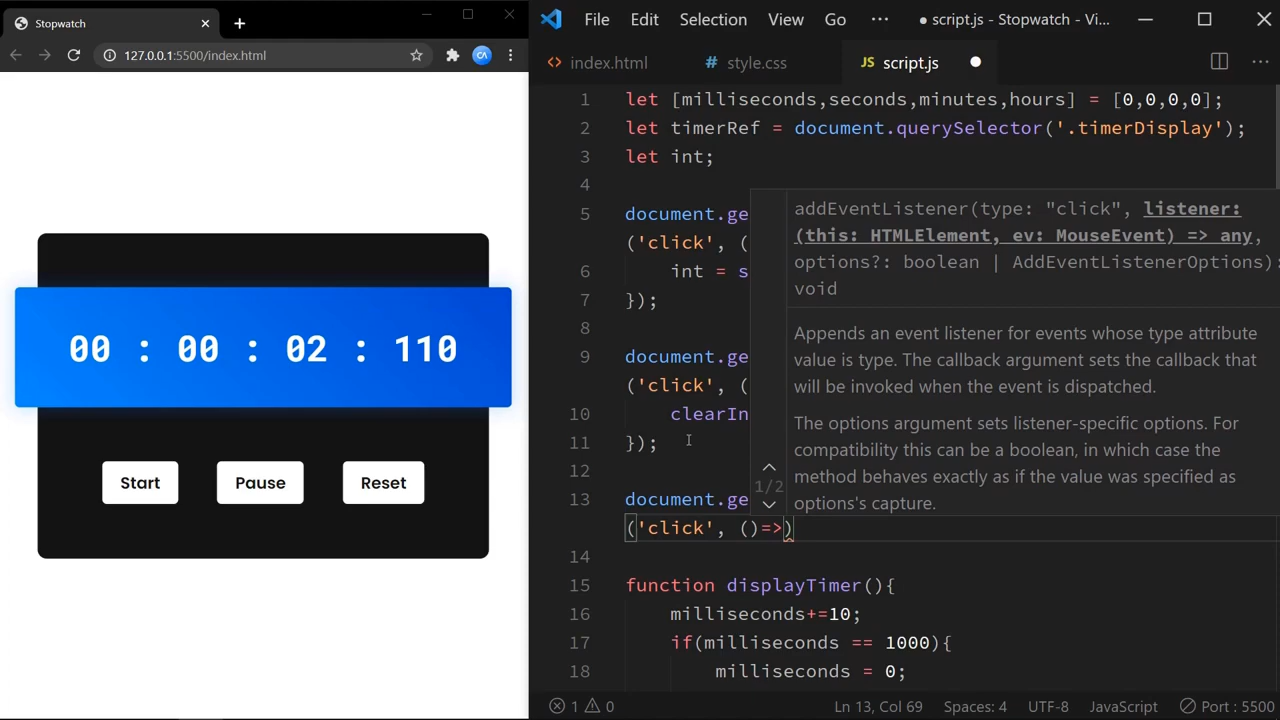 Stopwatch
127.0.0.1:5500/index.html
CA
00 : 00 : 02 : 110
Start Pause Reset
File Edit Selection View Go ··· ● script.js - Stopwatch - Vi...
<> index.html # style.css JS script.js ●
1 let [milliseconds,seconds,minutes,hours] = [0,0,0,0];
2 let timerRef = document.querySelector('.timerDisplay');
3 let int;
4
5 document.ge
('click', (
6 int = s
7 });
8
9 document.ge
('click', (
10 clearIn
11 });
12
13 document.ge
('click', ()=>)
14
15 function displayTimer(){
16 milliseconds+=10;
17 if(milliseconds == 1000){
18 milliseconds = 0;
addEventListener(type: "click", listener:
(this: HTMLElement, ev: MouseEvent) => any,
options?: boolean | AddEventListenerOptions):
void
Appends an event listener for events whose type attribute
value is type. The callback argument sets the callback that
will be invoked when the event is dispatched.
1/2
The options argument sets listener-specific options. For
compatibility this can be a boolean, in which case the
method behaves exactly as if the value was specified as
options's capture.
1 0 Ln 13, Col 69 Spaces: 4 UTF-8 JavaScript Port : 5500